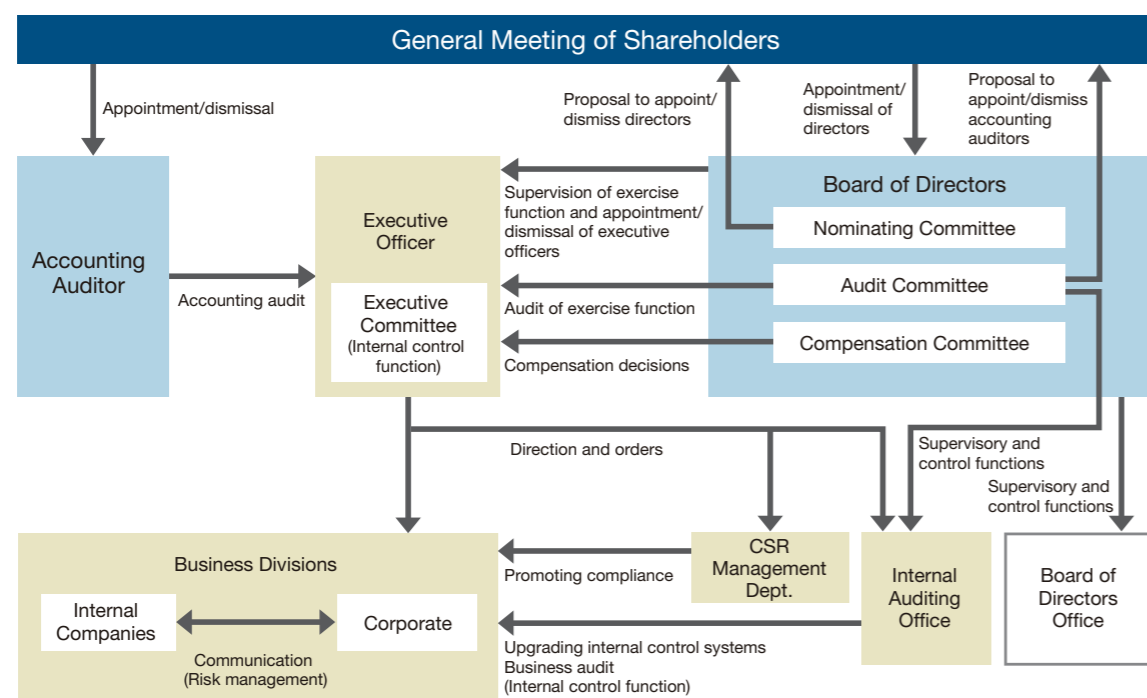 General Meeting of Shareholders
Appointment/dismissal
Proposal to appoint/
dismiss directors
Appointment/
dismissal of
directors
Proposal to
appoint/dismiss
accounting
auditors
Accounting
Auditor
Accounting audit
Executive
Officer
Executive
Committee
(Internal control
function)
Supervision of exercise
function and appointment/
dismissal of executive
officers
Audit of exercise function
Compensation decisions
Board of Directors
Nominating Committee
Audit Committee
Compensation Committee
Direction and orders
Supervisory and
control functions
Supervisory and
control functions
Business Divisions
Internal
Companies
Corporate
Communication
(Risk management)
Promoting compliance
CSR
Management
Dept.
Upgrading internal control systems
Business audit
(Internal control function)
Internal
Auditing
Office
Board of
Directors
Office